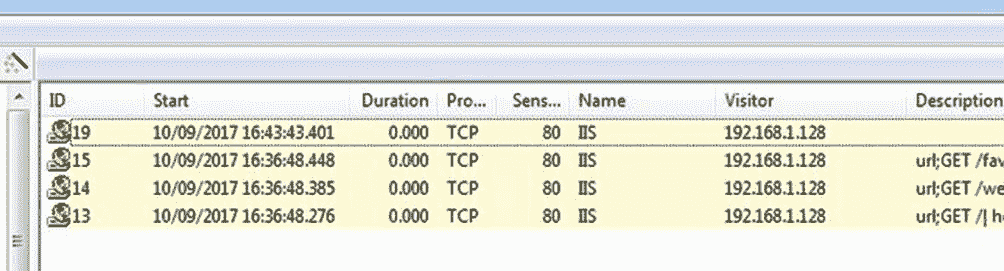 ID Start Duration Pro... Sens... Name Visitor Description
19 10/09/2017 16:43:43.401 0.000 TCP 80 IIS 192.168.1.128
15 10/09/2017 16:36:48.448 0.000 TCP 80 IIS 192.168.1.128 url;GET /fav
14 10/09/2017 16:36:48.385 0.000 TCP 80 IIS 192.168.1.128 url;GET /we
13 10/09/2017 16:36:48.276 0.000 TCP 80 IIS 192.168.1.128 url;GET /| h